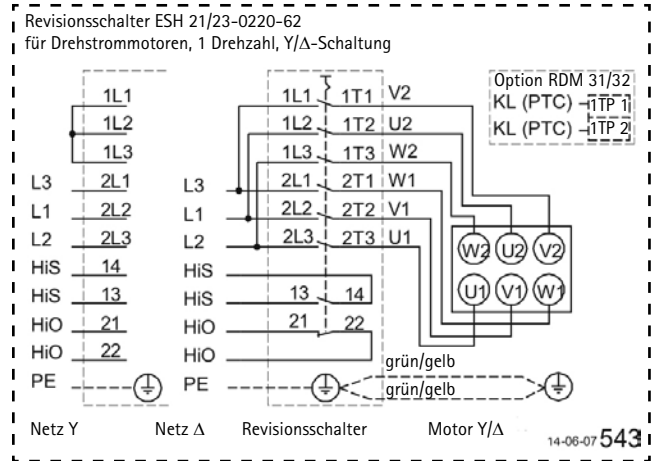 Revisionsschalter ESH 21/23-0220-62
für Drehstrommotoren, 1 Drehzahl, Y/Δ-Schaltung
Option RDM 31/32
KL (PTC) 1TP 1
KL (PTC) 1TP 2
1L1 1L1 1T1 V2
1L2 1L2 1T2 U2
1L3 1L3 1T3 W2
L3 2L1 L3 2L1 2T1 W1
L1 2L2 L1 2L2 2T2 V1
L2 2L3 L2 2L3 2T3 U1
W2 U2 V2
U1 V1 W1
HiS 14 HiS
HiS 13 HiS 13 14
HiO 21 HiO 21 22
HiO 22 HiO
grün/gelb
PE PE
grün/gelb
Netz Y Netz Δ Revisionsschalter Motor Y/Δ
14-06-07 543